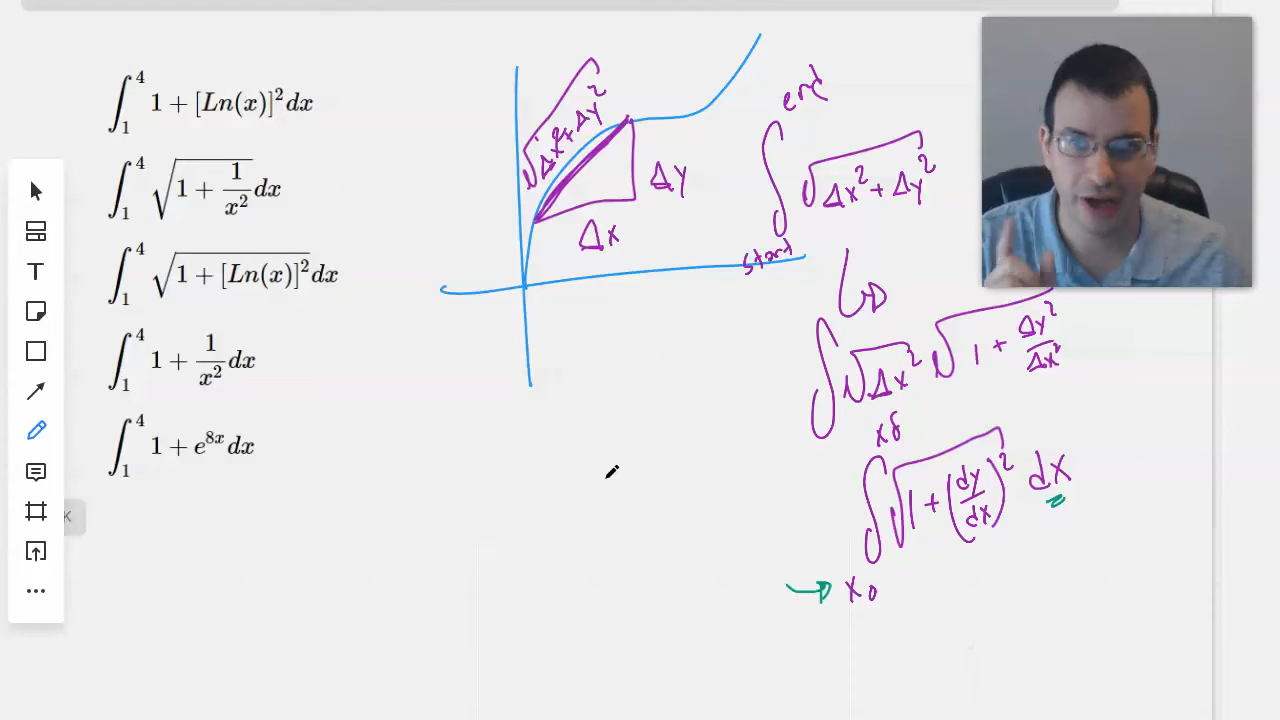 ∫₁⁴ 1 + [Ln(x)]² dx
∫₁⁴ √(1 + 1/x²) dx
∫₁⁴ √(1 + [Ln(x)]²) dx
∫₁⁴ 1 + 1/x² dx
∫₁⁴ 1 + e⁸ˣ dx
√(Δx² + Δy²)
Δy
Δx
end
∫ √(Δx² + Δy²)
start
∫ √(Δx²) √(1 + Δy²/Δx²)
xf
∫ √(1 + (dy/dx)²) dx
x0
T
K